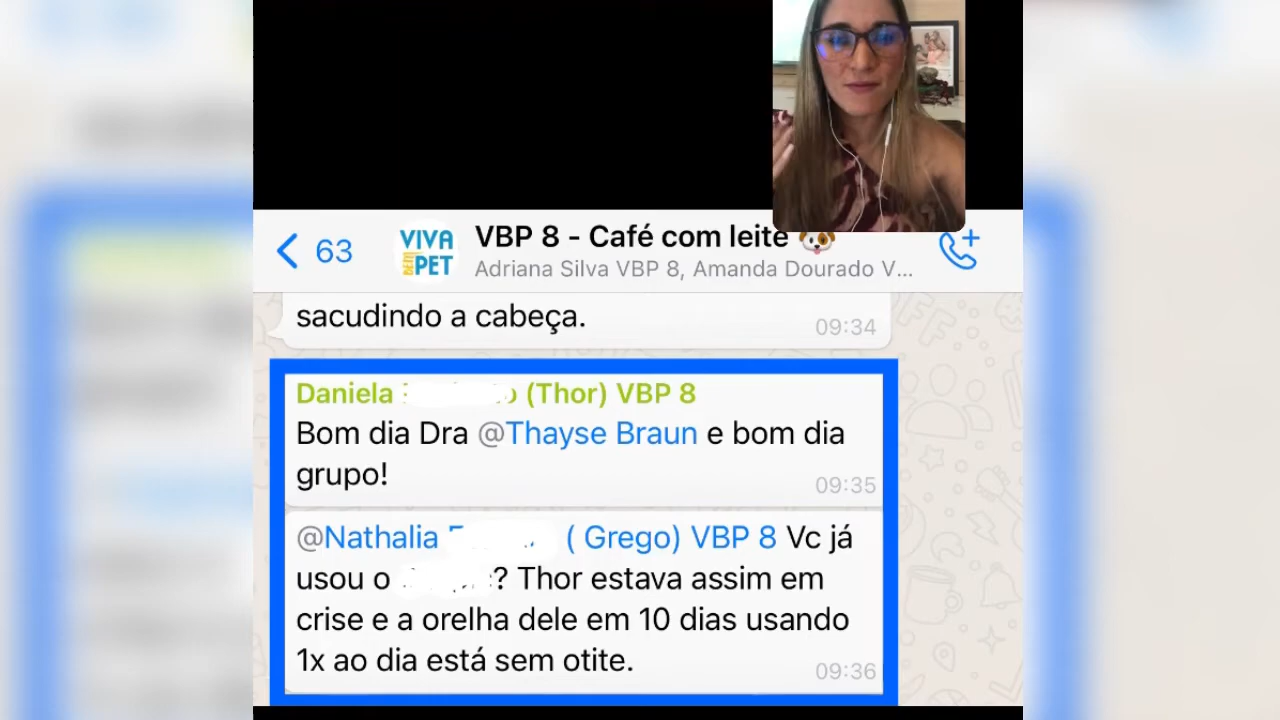 63
VIVA
BEM
PET
VBP 8 - Café com leite 🐶
Adriana Silva VBP 8, Amanda Dourado V...
sacudindo a cabeça.
09:34
Daniela (Thor) VBP 8
Bom dia Dra @Thayse Braun e bom dia
grupo!
09:35
@Nathalia ( Grego) VBP 8 Vc já
usou o ? Thor estava assim em
crise e a orelha dele em 10 dias usando
1x ao dia está sem otite.
09:36